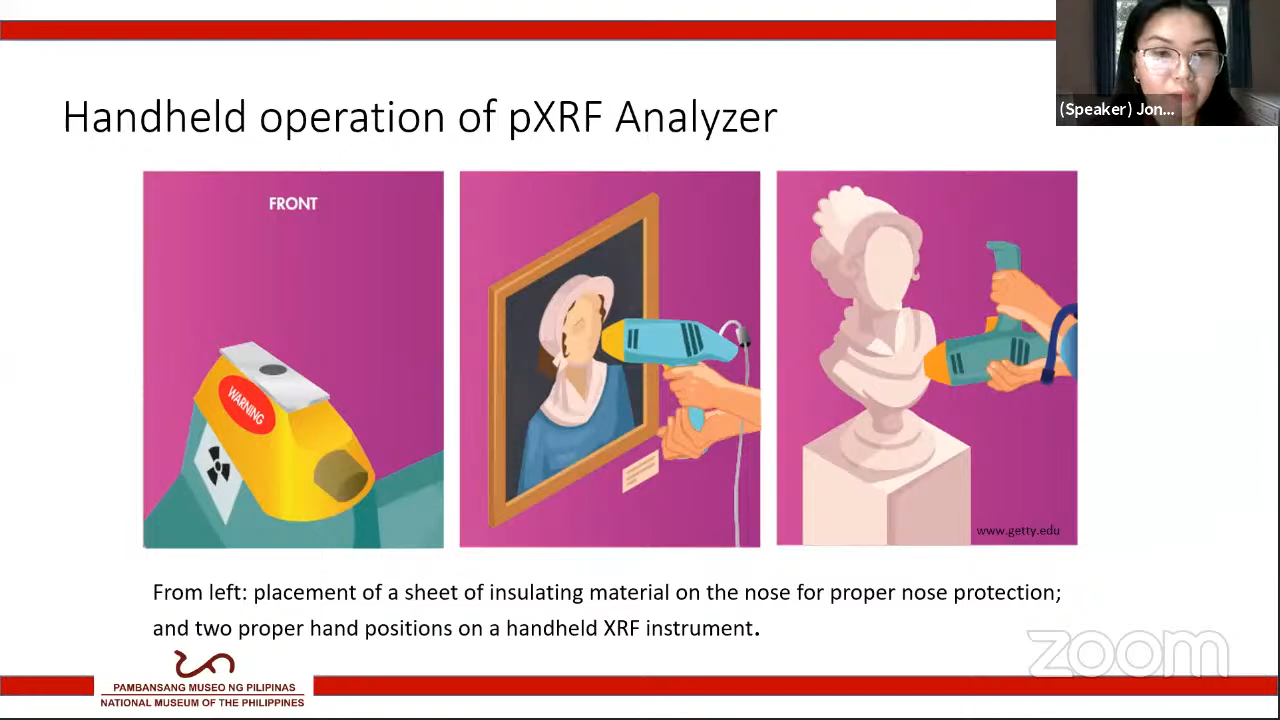 (Speaker) Jon...
Handheld operation of pXRF Analyzer
FRONT
WARNING
www.getty.edu
From left: placement of a sheet of insulating material on the nose for proper nose protection;
and two proper hand positions on a handheld XRF instrument.
zoom
PAMBANSANG MUSEO NG PILIPINAS
NATIONAL MUSEUM OF THE PHILIPPINES